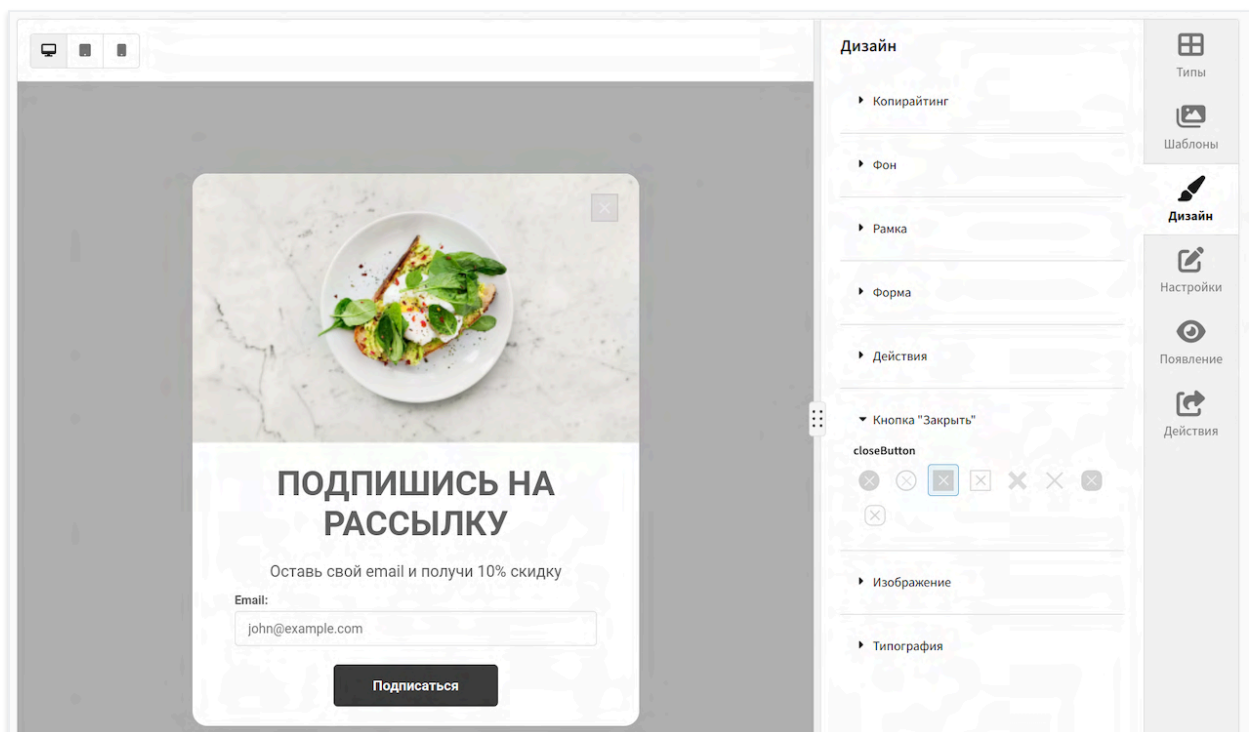 ПОДПИШИСЬ НА
РАССЫЛКУ
Оставь свой email и получи 10% скидку
Email:
john@example.com
Подписаться
Дизайн
Копирайтинг
Фон
Рамка
Форма
Действия
Кнопка "Закрыть"
closeButton
Изображение
Типография
Типы
Шаблоны
Дизайн
Настройки
Появление
Действия